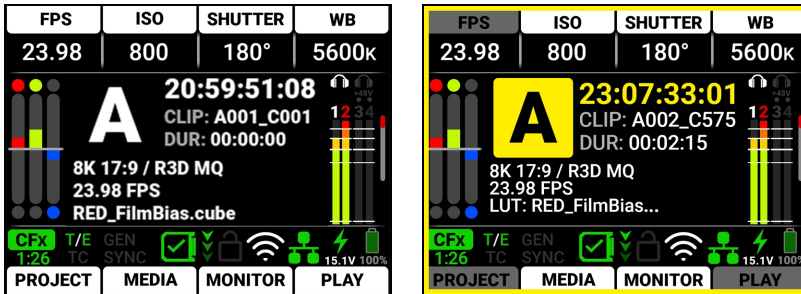 FPS ISO SHUTTER WB
23.98 800 180° 5600K
A
20:59:51:08
CLIP: A001_C001
DUR: 00:00:00
+48V
1 2 3 4
8K 17:9 / R3D MQ
23.98 FPS
RED_FilmBias.cube
CFx T/E GEN
1:26 TC SYNC 15.1V 100%
PROJECT MEDIA MONITOR PLAY
FPS ISO SHUTTER WB
23.98 800 180° 5600K
A
23:07:33:01
CLIP: A002_C575
DUR: 00:02:15
+48V
1 2 3 4
8K 17:9 / R3D MQ
23.98 FPS
LUT: RED_FilmBias...
CFx T/E GEN
1:26 TC SYNC 15.1V 100%
PROJECT MEDIA MONITOR PLAY